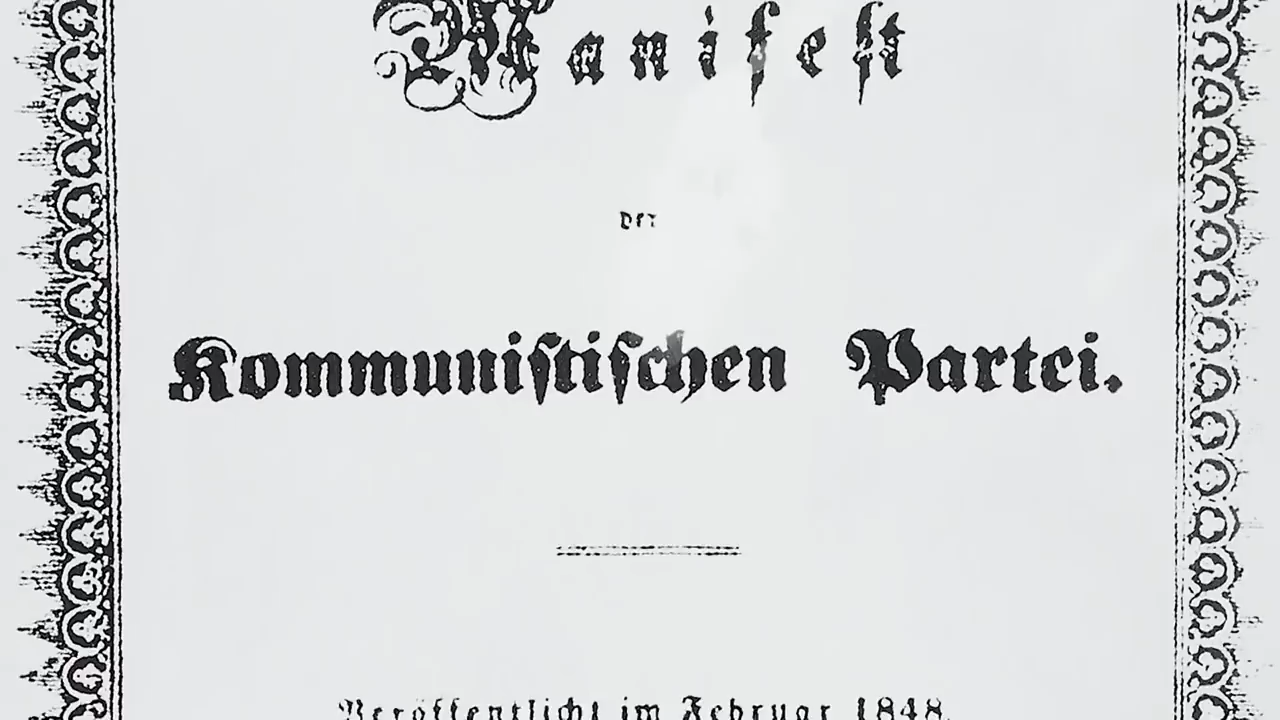 Manifest
der
Kommunistischen Partei.
Veröffentlicht im Februar 1848.